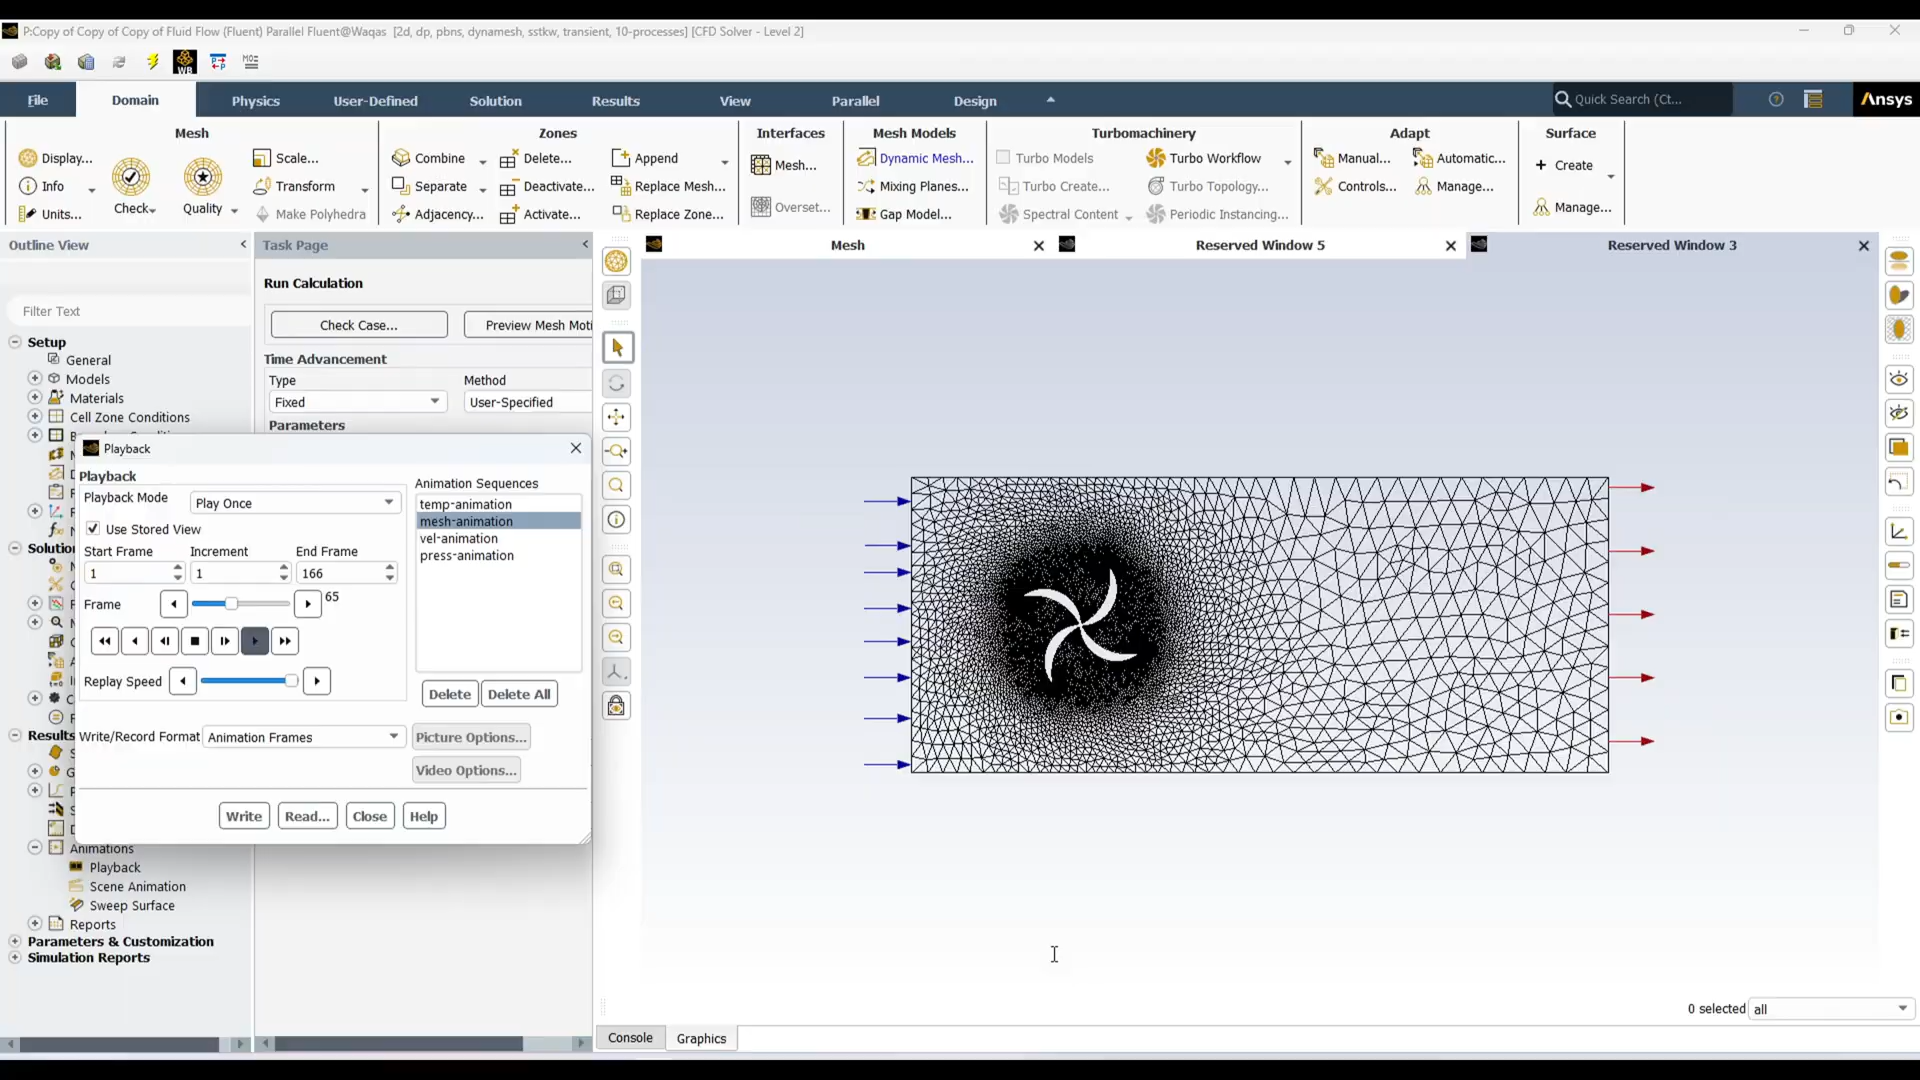 P:Copy of Copy of Copy of Fluid Flow (Fluent) Parallel Fluent@Waqas [2d, dp, pbns, dynamesh, sstkw, transient, 10-processes] [CFD Solver - Level 2]
WB
File Domain Physics User-Defined Solution Results View Parallel Design Quick Search (Ct... Ansys
Mesh Zones Interfaces Mesh Models Turbomachinery Adapt Surface
Display... Scale... Combine Delete... Append Mesh... Dynamic Mesh... Turbo Models Turbo Workflow Manual... Automatic... Create
Info Transform Separate Deactivate... Replace Mesh... Mixing Planes... Turbo Create... Turbo Topology... Controls... Manage...
Check Quality
Units... Make Polyhedra Adjacency... Activate... Replace Zone... Overset... Gap Model... Spectral Content Periodic Instancing... Manage...
Outline View Task Page Mesh Reserved Window 5 Reserved Window 3
Run Calculation
Filter Text
Check Case... Preview Mesh Moti
Setup
General
Models
Materials
Cell Zone Conditions
Time Advancement
Type Method
Fixed User-Specified
Parameters
Playback
Playback
Playback Mode Play Once
Use Stored View
Start Frame Increment End Frame
1 1 166
Frame 65
Replay Speed
Animation Sequences
temp-animation
mesh-animation
vel-animation
press-animation
Delete Delete All
Write/Record Format Animation Frames Picture Options...
Video Options...
Write Read... Close Help
Solution
Results
Animations
Playback
Scene Animation
Sweep Surface
Reports
Parameters & Customization
Simulation Reports
0 selected all
Console Graphics